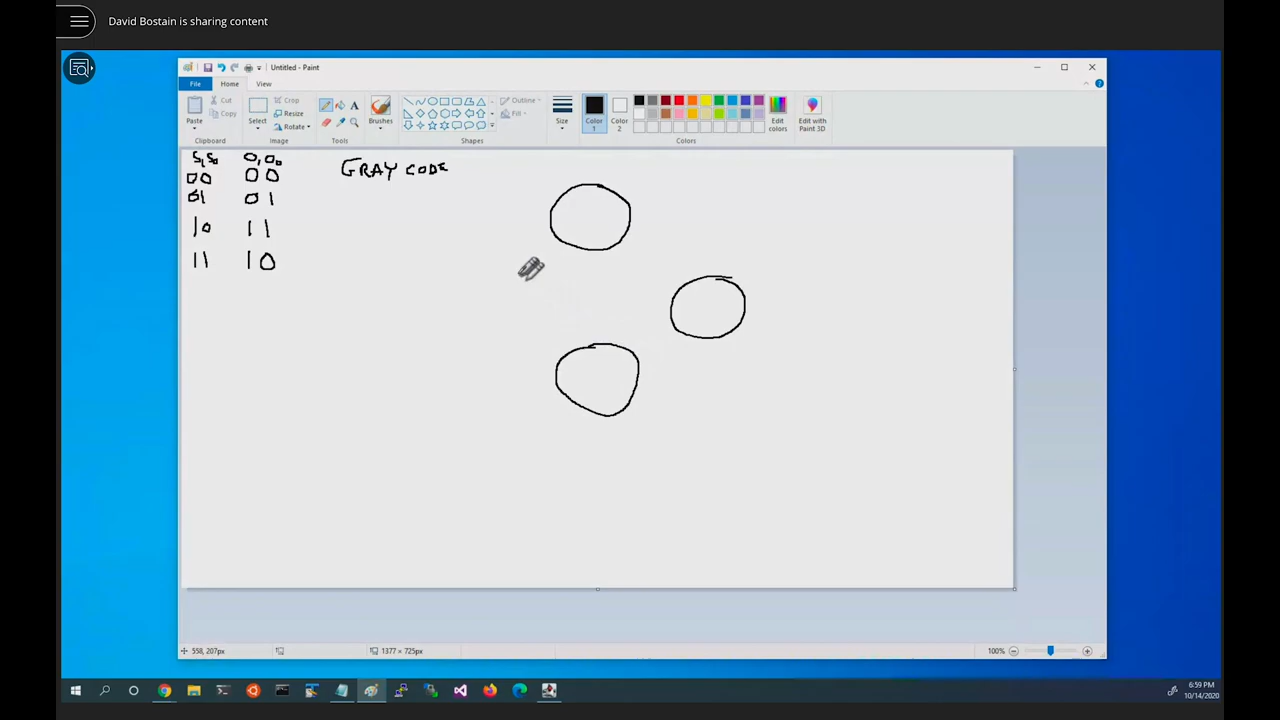 David Bostain is sharing content
Untitled - Paint
File Home View
Paste
Cut
Copy
Clipboard
Select
Crop
Resize
Rotate
Image
Tools
Brushes
Shapes
Outline
Fill
Size
Color 1
Color 2
Edit colors
Colors
Edit with Paint 3D
S₁S₀ O₁O₀
00 00
01 01
10 11
11 10
GRAY CODE
558, 207px
1377 × 725px
100%
6:59 PM
10/14/2020